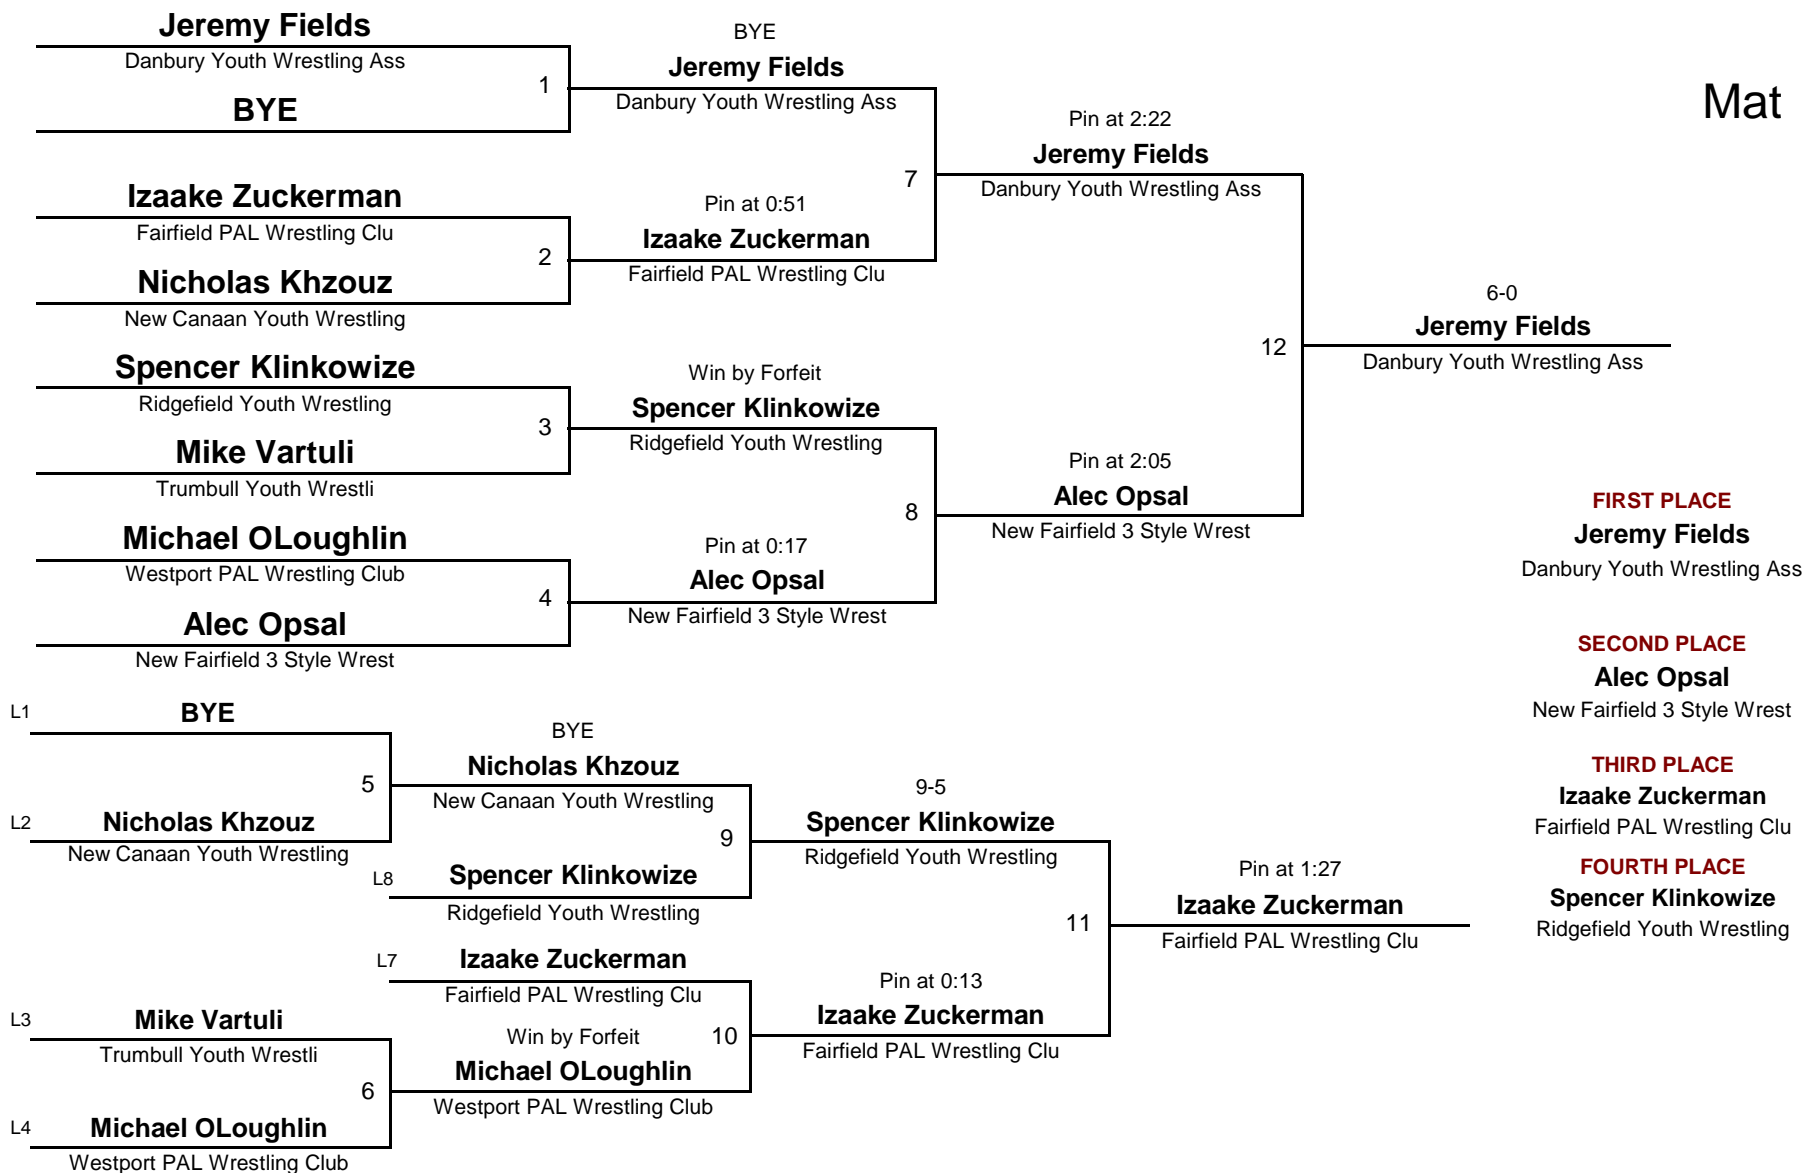 Jeremy Fields
Danbury Youth Wrestling Ass
1
BYE
BYE
Jeremy Fields
Danbury Youth Wrestling Ass
Mat
Izaake Zuckerman
Fairfield PAL Wrestling Clu
2
Nicholas Khzouz
New Canaan Youth Wrestling
Pin at 0:51
Izaake Zuckerman
Fairfield PAL Wrestling Clu
7
Pin at 2:22
Jeremy Fields
Danbury Youth Wrestling Ass
Spencer Klinkowize
Ridgefield Youth Wrestling
3
Mike Vartuli
Trumbull Youth Wrestli
Win by Forfeit
Spencer Klinkowize
Ridgefield Youth Wrestling
Michael OLoughlin
Westport PAL Wrestling Club
4
Alec Opsal
New Fairfield 3 Style Wrest
Pin at 0:17
Alec Opsal
New Fairfield 3 Style Wrest
8
Pin at 2:05
Alec Opsal
New Fairfield 3 Style Wrest
12
6-0
Jeremy Fields
Danbury Youth Wrestling Ass
FIRST PLACE
Jeremy Fields
Danbury Youth Wrestling Ass
SECOND PLACE
Alec Opsal
New Fairfield 3 Style Wrest
THIRD PLACE
Izaake Zuckerman
Fairfield PAL Wrestling Clu
FOURTH PLACE
Spencer Klinkowize
Ridgefield Youth Wrestling
L1
BYE
5
L2
Nicholas Khzouz
New Canaan Youth Wrestling
BYE
Nicholas Khzouz
New Canaan Youth Wrestling
9
L8
Spencer Klinkowize
Ridgefield Youth Wrestling
9-5
Spencer Klinkowize
Ridgefield Youth Wrestling
L7
Izaake Zuckerman
Fairfield PAL Wrestling Clu
L3
Mike Vartuli
Trumbull Youth Wrestli
6
L4
Michael OLoughlin
Westport PAL Wrestling Club
Win by Forfeit
10
Michael OLoughlin
Westport PAL Wrestling Club
Pin at 0:13
Izaake Zuckerman
Fairfield PAL Wrestling Clu
11
Pin at 1:27
Izaake Zuckerman
Fairfield PAL Wrestling Clu